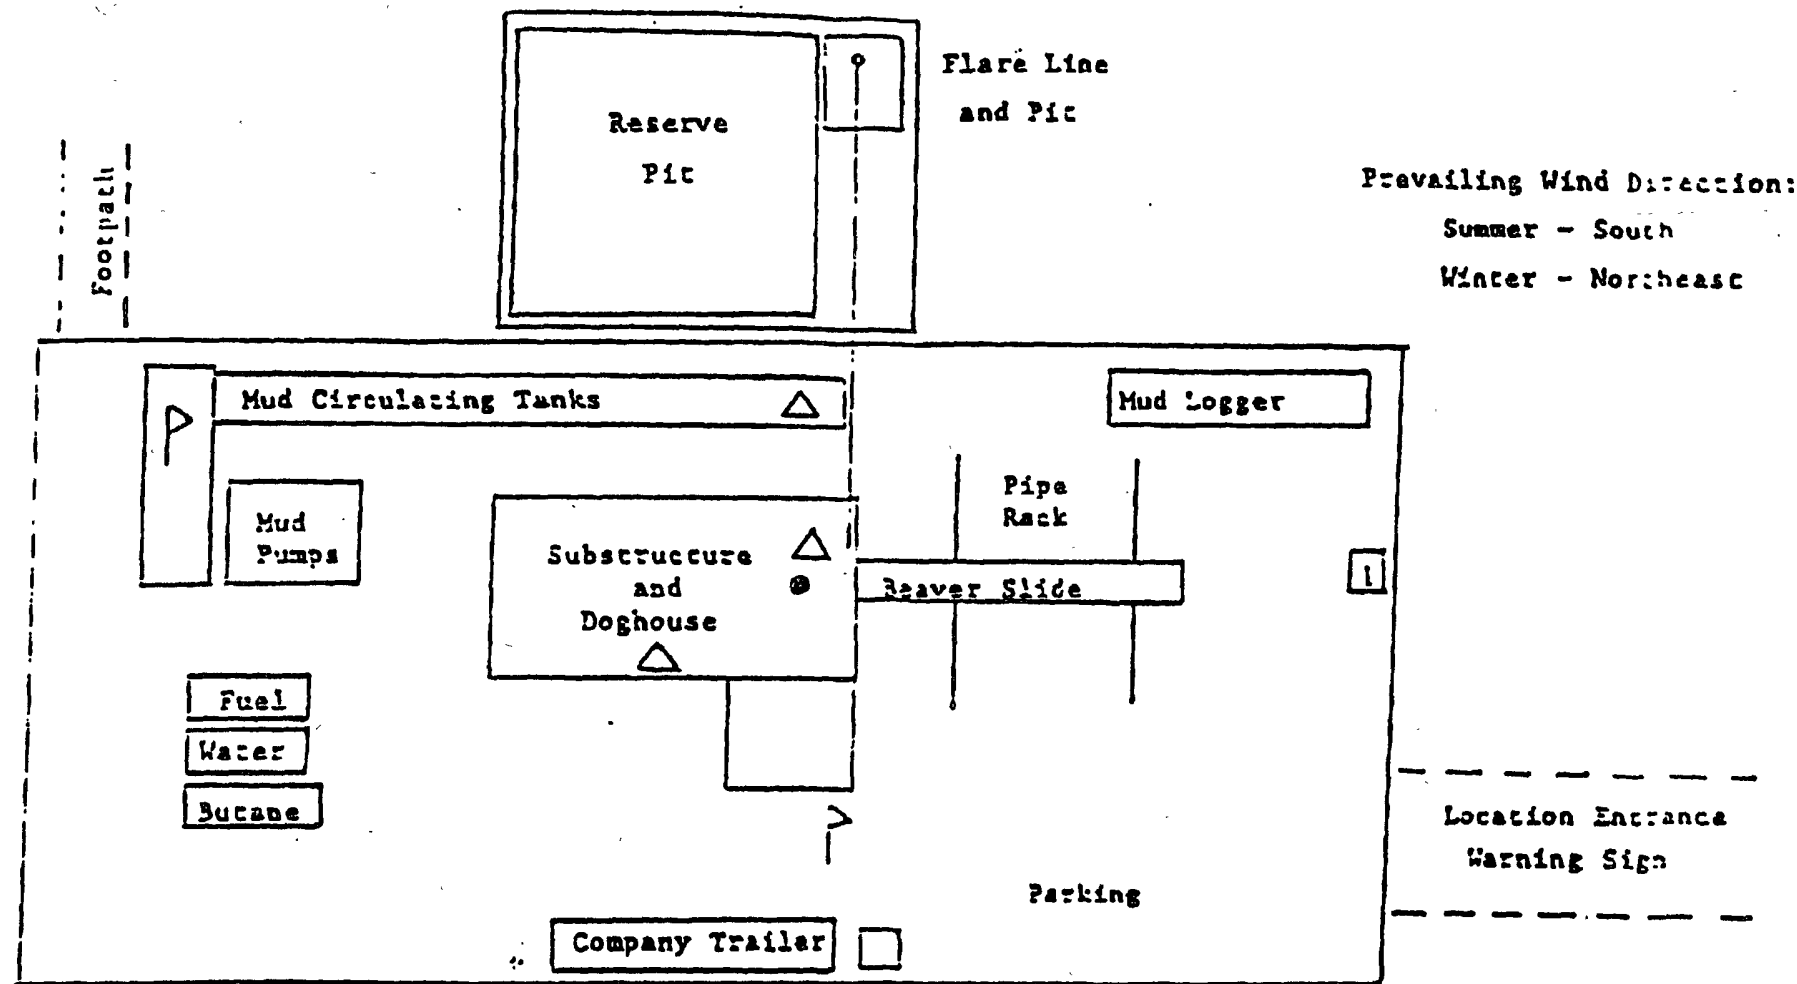 Flare Line
and Pit
Reserve
Pit
Footpath
Prevailing Wind Direction:
Summer - South
Winter - Northeast
Mud Circulating Tanks
Mud Logger
Pipe
Rack
Mud
Pumps
Substructure
and
Doghouse
Beaver Slide
1
Fuel
Water
Butane
Location Entrance
Warning Sign
Parking
Company Trailer